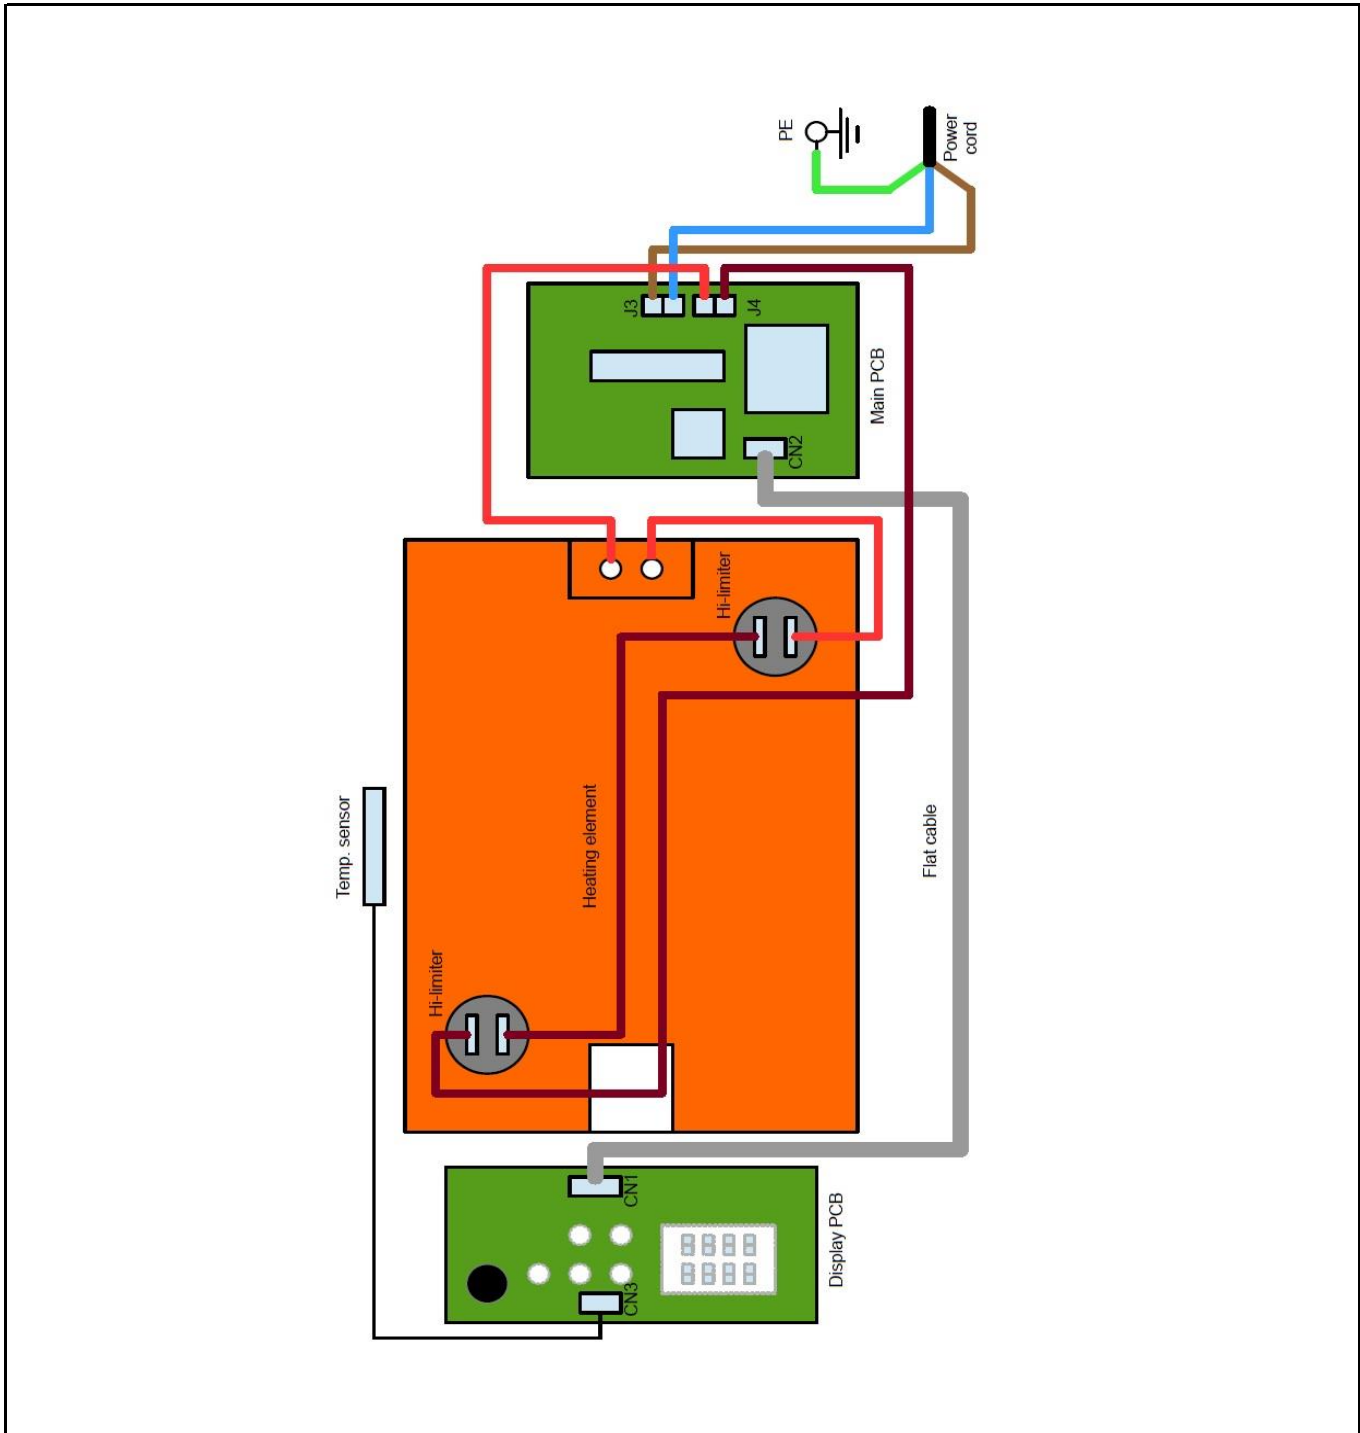 PE
Power
cord
J3
J4
Main PCB
CN2
Hi-limiter
Temp. sensor
Heating element
Flat cable
Hi-limiter
CN1
Display PCB
CN3